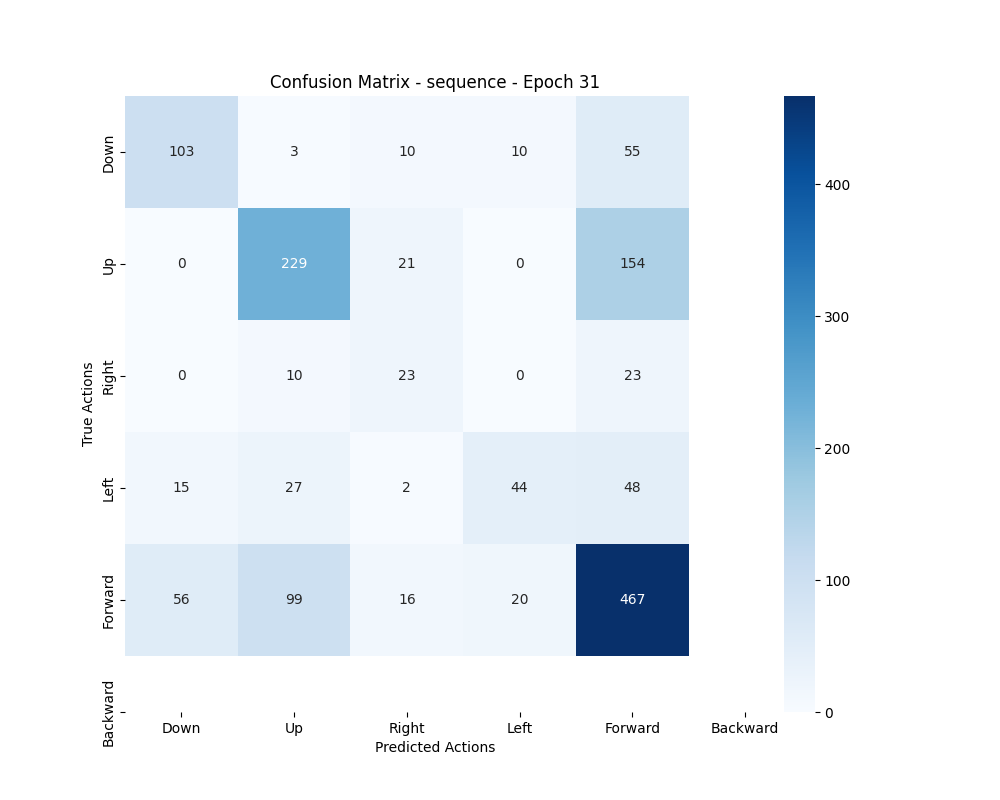 Confusion Matrix - sequence - Epoch 31
True Actions
Down 103 3 10 10 55
Up 0 229 21 0 154
Right 0 10 23 0 23
Left 15 27 2 44 48
Forward 56 99 16 20 467
Backward
Down Up Right Left Forward Backward
Predicted Actions
400
300
200
100
0